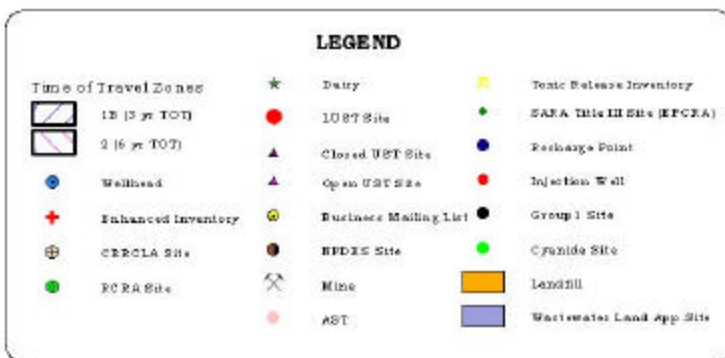 LEGEND
Time of Travel Zones
1B (3 yr TOT)
2 (6 yr TOT)
Wellhead
Enhanced Inventory
CERCLA Site
RCRA Site
Dairy
LUST Site
Closed UST Site
Open UST Site
Business Mailing List
NPDES Site
Mine
AST
Toxic Release Inventory
SARA Title III Site (EPCRA)
Recharge Point
Injection Well
Group 1 Site
Cyanide Site
Landfill
Wastewater Land App Site